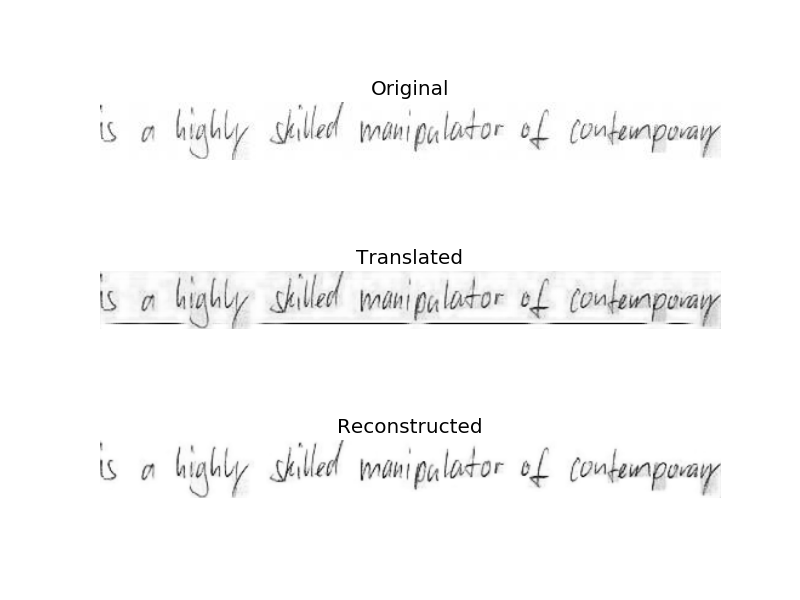 Original
is a highly skilled manipulator of contemporary
Translated
is a highly skilled manipulator of contemporary
Reconstructed
is a highly skilled manipulator of contemporary